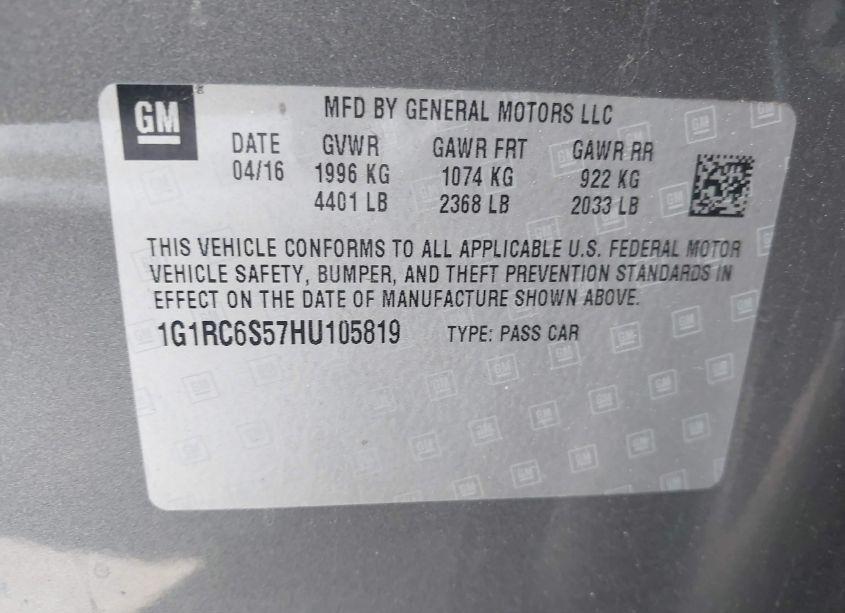 GM
MFD BY GENERAL MOTORS LLC
DATE GVWR GAWR FRT GAWR RR
04/16 1996 KG 1074 KG 922 KG
4401 LB 2368 LB 2033 LB
THIS VEHICLE CONFORMS TO ALL APPLICABLE U.S. FEDERAL MOTOR
VEHICLE SAFETY, BUMPER, AND THEFT PREVENTION STANDARDS IN
EFFECT ON THE DATE OF MANUFACTURE SHOWN ABOVE.
1G1RC6S57HU105819 TYPE: PASS CAR